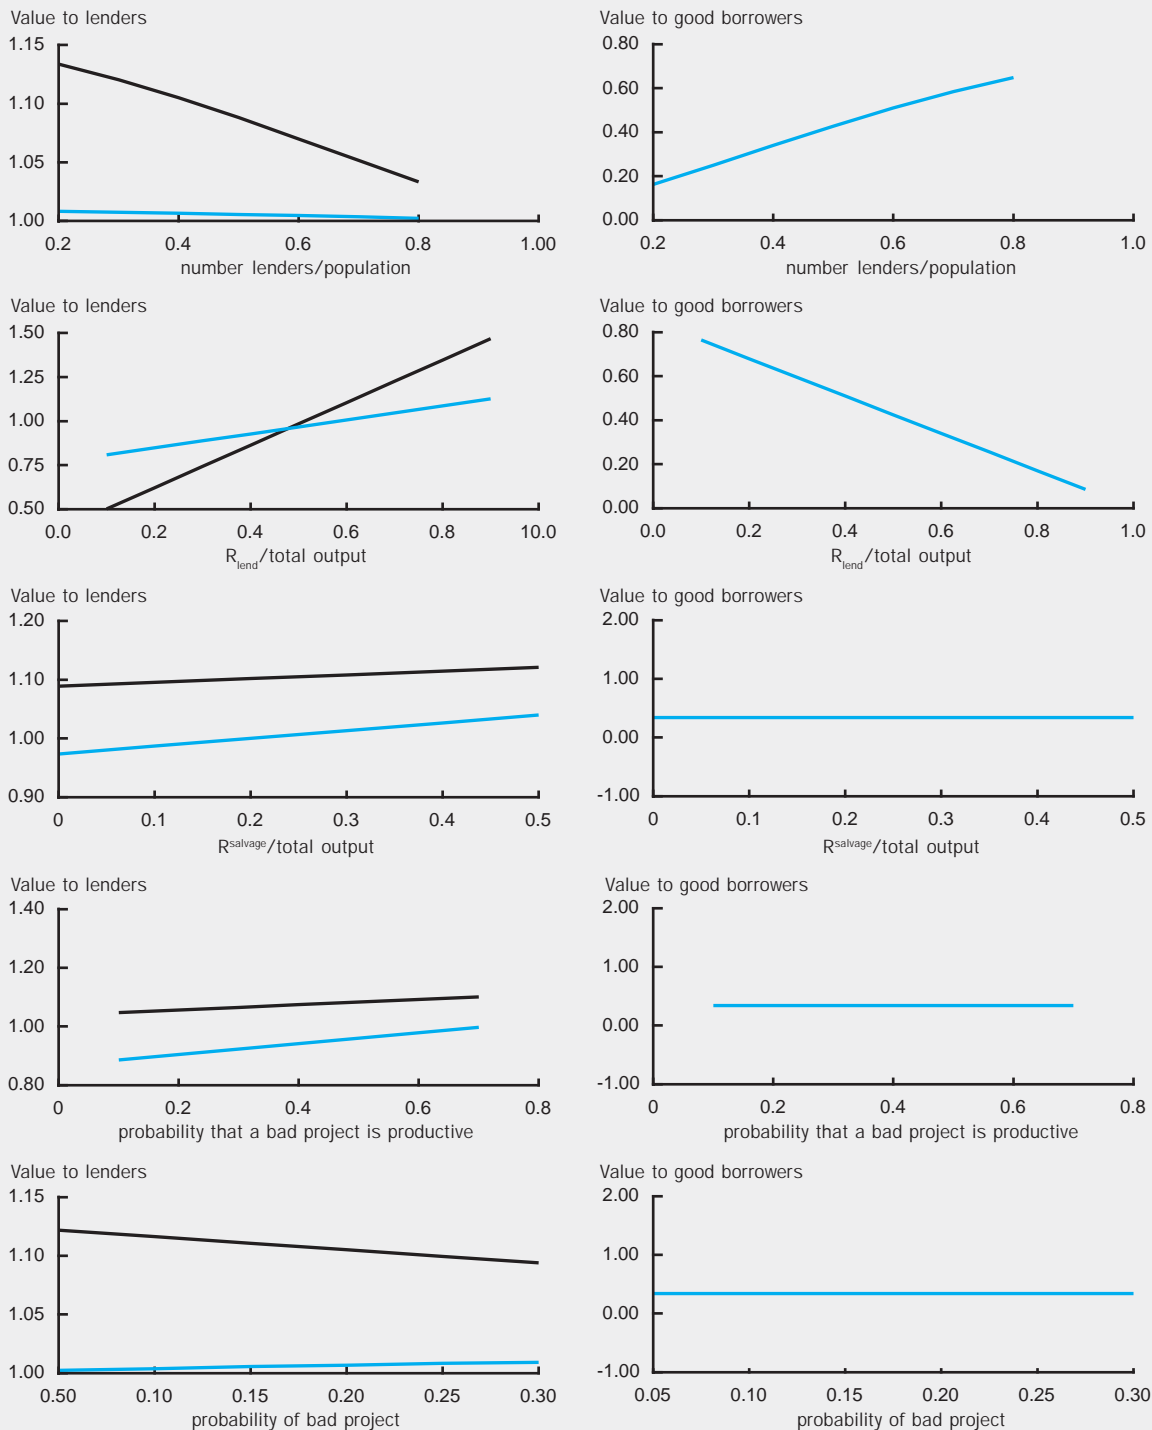 Value to lenders
1.15
1.10
1.05
1.00
0.2 0.4 0.6 0.8 1.00
number lenders/population
Value to good borrowers
0.80
0.60
0.40
0.20
0.00
0.2 0.4 0.6 0.8 1.0
number lenders/population
Value to lenders
1.50
1.25
1.00
0.75
0.50
0.0 0.2 0.4 0.6 0.8 10.0
Rlend/total output
Value to good borrowers
0.80
0.60
0.40
0.20
0.00
0.0 0.2 0.4 0.6 0.8 1.0
Rlend/total output
Value to lenders
1.20
1.10
1.00
0.90
0 0.1 0.2 0.3 0.4 0.5
Rsalvage/total output
Value to good borrowers
2.00
1.00
0.00
-1.00
0 0.1 0.2 0.3 0.4 0.5
Rsalvage/total output
Value to lenders
1.40
1.20
1.00
0.80
0 0.2 0.4 0.6 0.8
probability that a bad project is productive
Value to good borrowers
2.00
1.00
0.00
-1.00
0 0.2 0.4 0.6 0.8
probability that a bad project is productive
Value to lenders
1.15
1.10
1.05
1.00
0.50 0.10 0.15 0.20 0.25 0.30
probability of bad project
Value to good borrowers
2.00
1.00
0.00
-1.00
0.05 0.10 0.15 0.20 0.25 0.30
probability of bad project